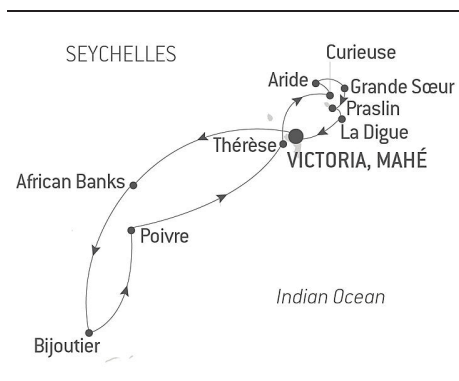 SEYCHELLES
Curieuse
Aride
Grande Sœur
Praslin
La Digue
Thérèse
VICTORIA, MAHÉ
African Banks
Poivre
Indian Ocean
Bijoutier